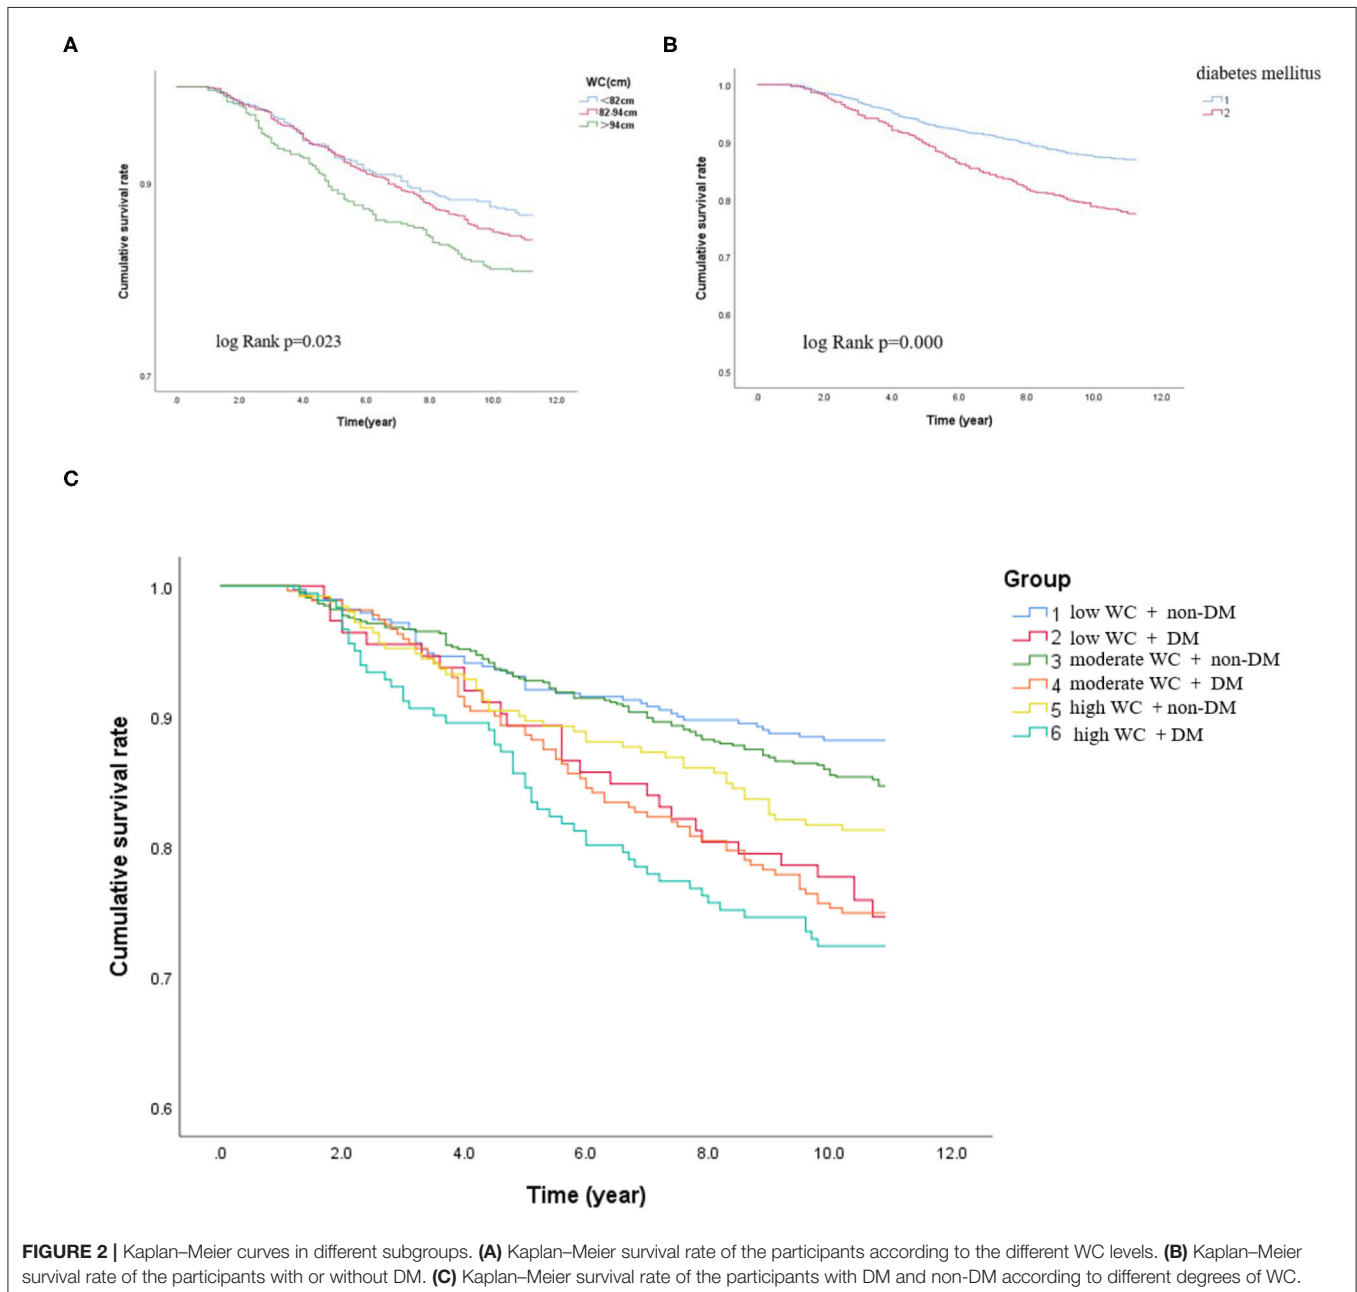 A
WC(cm)
<82cm
82-94cm
>94cm
Cumulative survival rate
0.9
0.7
log Rank p=0.023
.0 2.0 4.0 6.0 8.0 10.0 12.0
Time(year)
B
diabetes mellitus
1
2
Cumulative survival rate
1.0
0.9
0.8
0.7
0.6
0.5
log Rank p=0.000
.0 2.0 4.0 6.0 8.0 10.0 12.0
Time (year)
C
Group
1 low WC + non-DM
2 low WC + DM
3 moderate WC + non-DM
4 moderate WC + DM
5 high WC + non-DM
6 high WC + DM
Cumulative survival rate
1.0
0.9
0.8
0.7
0.6
.0 2.0 4.0 6.0 8.0 10.0 12.0
Time (year)
FIGURE 2 | Kaplan–Meier curves in different subgroups. (A) Kaplan–Meier survival rate of the participants according to the different WC levels. (B) Kaplan–Meier
survival rate of the participants with or without DM. (C) Kaplan–Meier survival rate of the participants with DM and non-DM according to different degrees of WC.